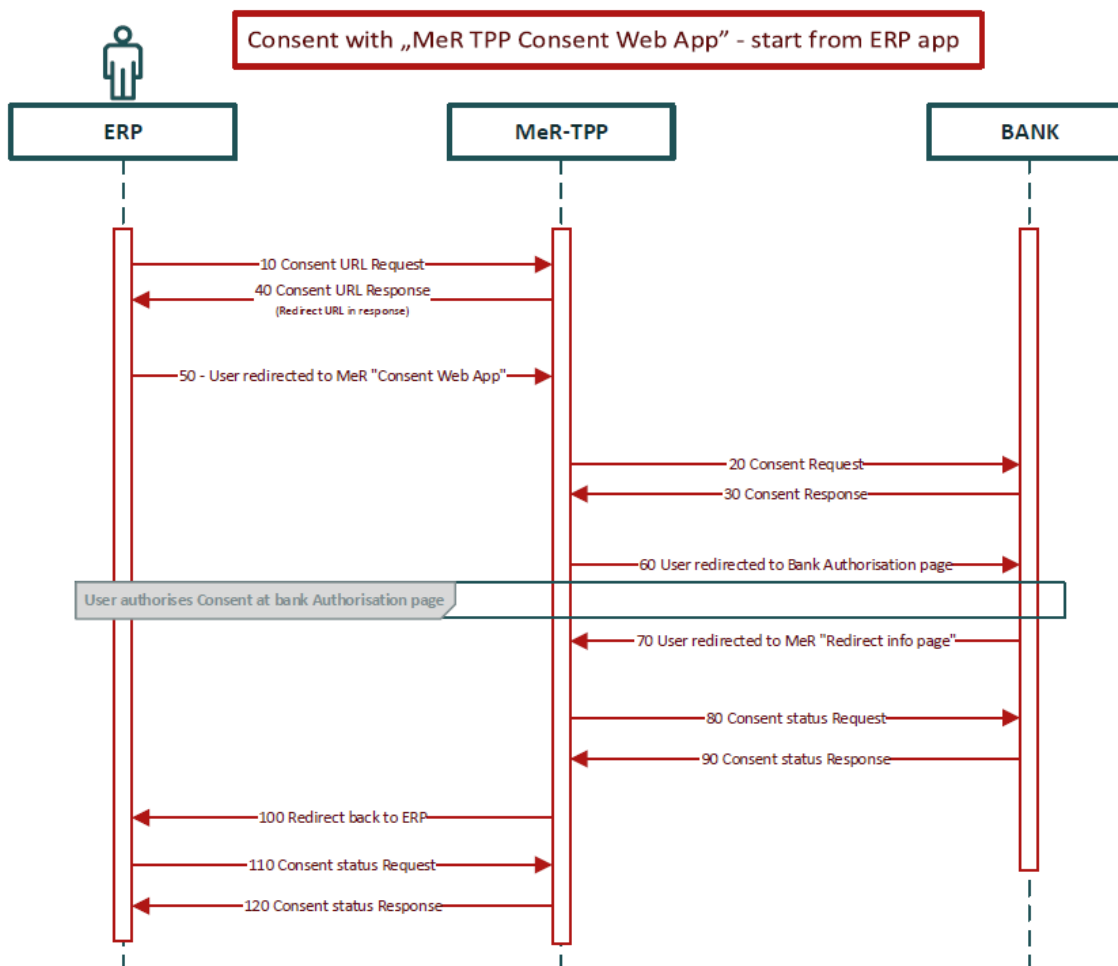 Consent with „MeR TPP Consent Web App” - start from ERP app
ERP
MeR-TPP
BANK
10 Consent URL Request
40 Consent URL Response
(Redirect URL in response)
50 - User redirected to MeR "Consent Web App"
20 Consent Request
30 Consent Response
60 User redirected to Bank Authorisation page
User authorises Consent at bank Authorisation page
70 User redirected to MeR "Redirect info page"
80 Consent status Request
90 Consent status Response
100 Redirect back to ERP
110 Consent status Request
120 Consent status Response